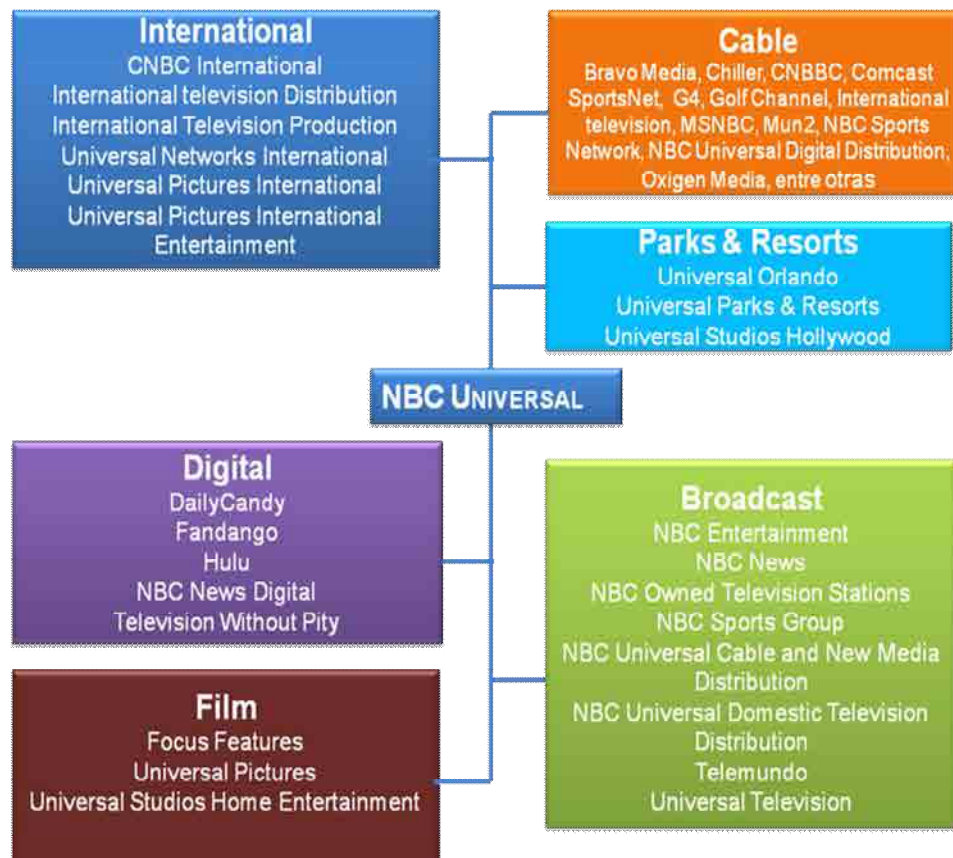 International
CNBC International
International television Distribution
International Television Production
Universal Networks International
Universal Pictures International
Universal Pictures International
Entertainment
Cable
Bravo Media, Chiller, CNBBC, Comcast
SportsNet, G4, Golf Channel, International
television, MSNBC, Mun2, NBC Sports
Network, NBC Universal Digital Distribution,
Oxigen Media, entre otras
Parks & Resorts
Universal Orlando
Universal Parks & Resorts
Universal Studios Hollywood
NBC UNIVERSAL
Digital
DailyCandy
Fandango
Hulu
NBC News Digital
Television Without Pity
Broadcast
NBC Entertainment
NBC News
NBC Owned Television Stations
NBC Sports Group
NBC Universal Cable and New Media
Distribution
NBC Universal Domestic Television
Distribution
Telemundo
Universal Television
Film
Focus Features
Universal Pictures
Universal Studios Home Entertainment